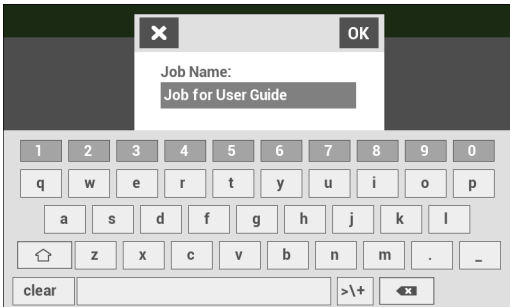 OK
Job Name:
Job for User Guide
1 2 3 4 5 6 7 8 9 0
q w e r t y u i o p
a s d f g h j k l
z x c v b n m . _
clear >\+